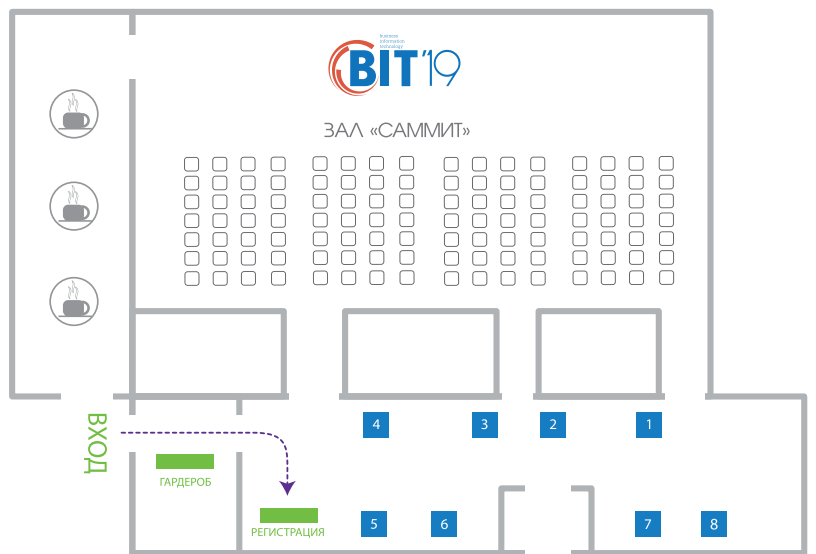 business
information
technology
BIT'19
ЗАЛ «САММИТ»
ВХОД
4
3
2
1
ГАРДЕРОБ
РЕГИСТРАЦИЯ
5
6
7
8